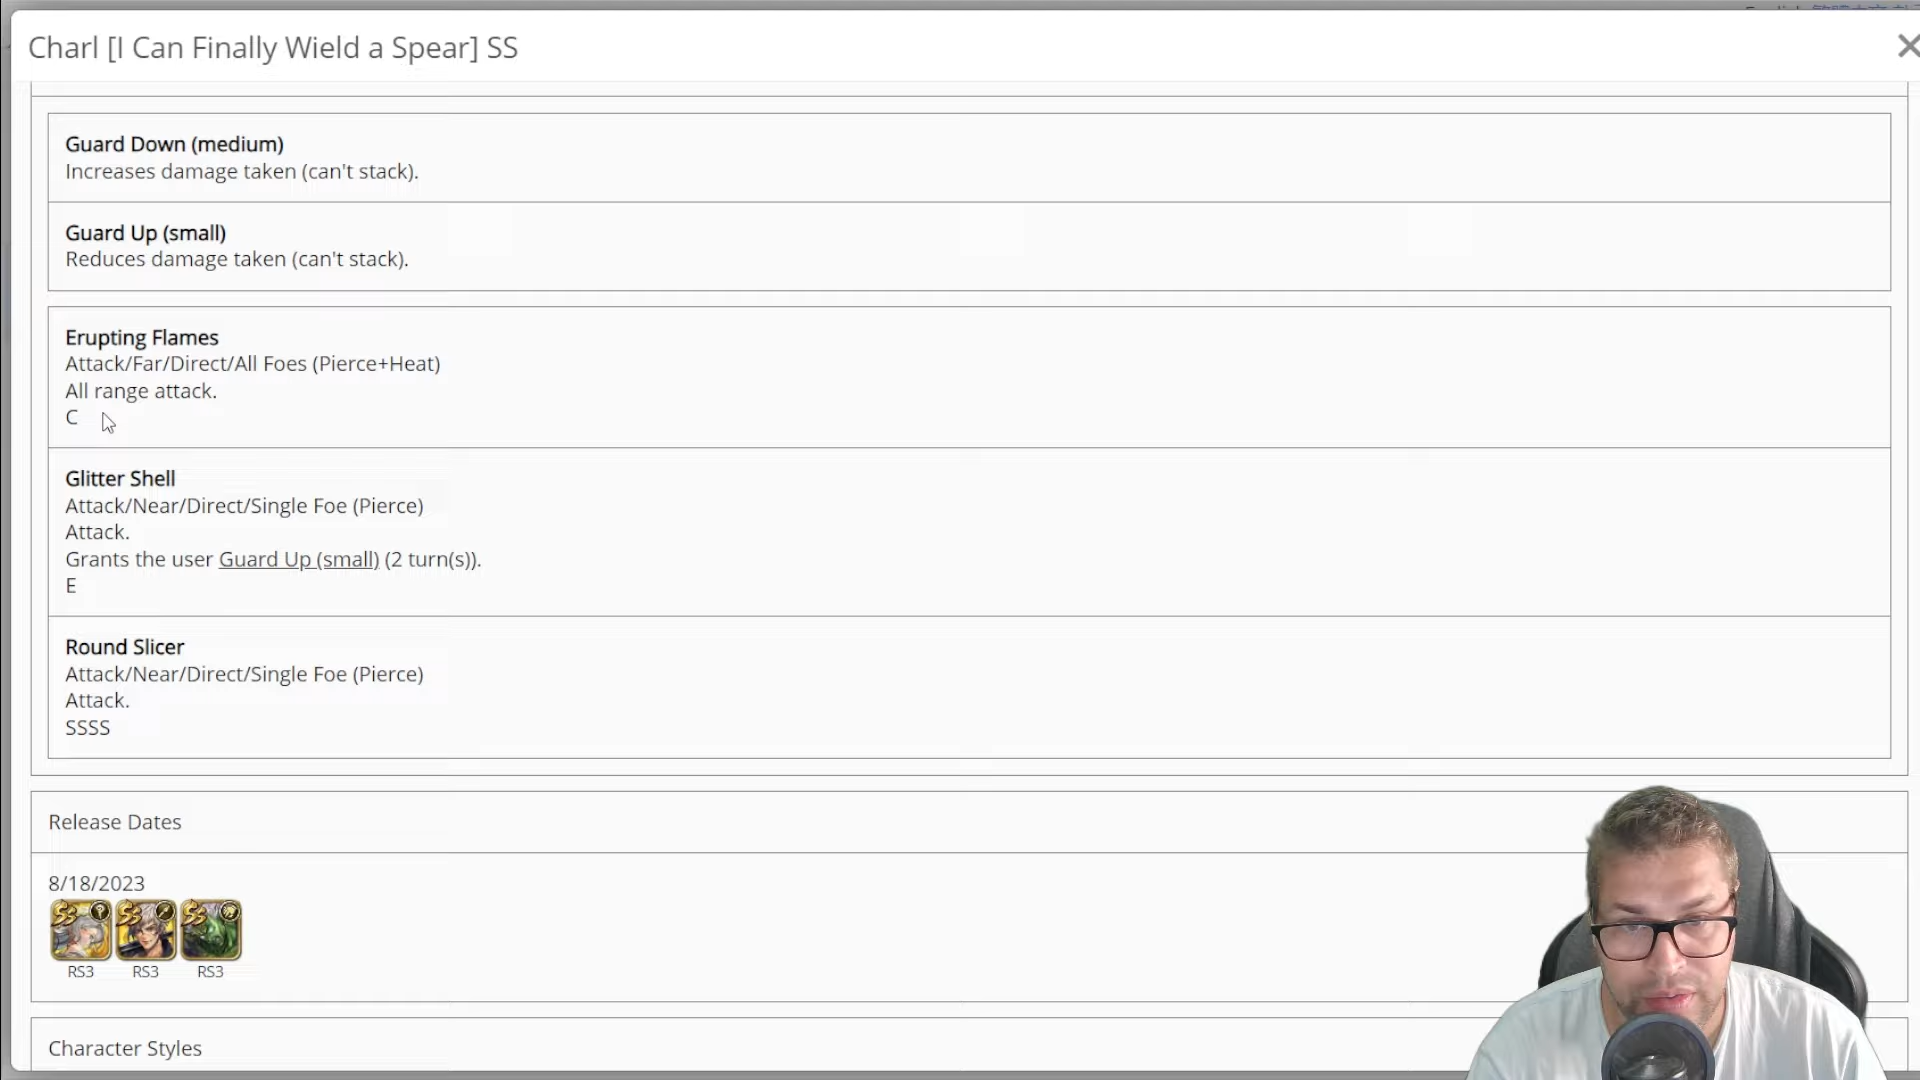 Charl [I Can Finally Wield a Spear] SS
Guard Down (medium)
Increases damage taken (can't stack).
Guard Up (small)
Reduces damage taken (can't stack).
Erupting Flames
Attack/Far/Direct/All Foes (Pierce+Heat)
All range attack.
C
Glitter Shell
Attack/Near/Direct/Single Foe (Pierce)
Attack.
Grants the user Guard Up (small) (2 turn(s)).
E
Round Slicer
Attack/Near/Direct/Single Foe (Pierce)
Attack.
SSSS
Release Dates
8/18/2023
SS SS SS
RS3 RS3 RS3
Character Styles